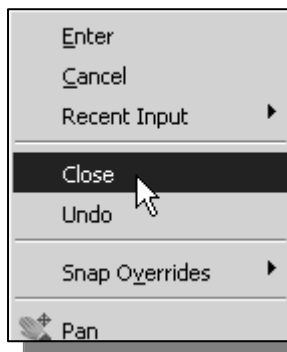 Enter
Cancel
Recent Input
Close
Undo
Snap Overrides
Pan